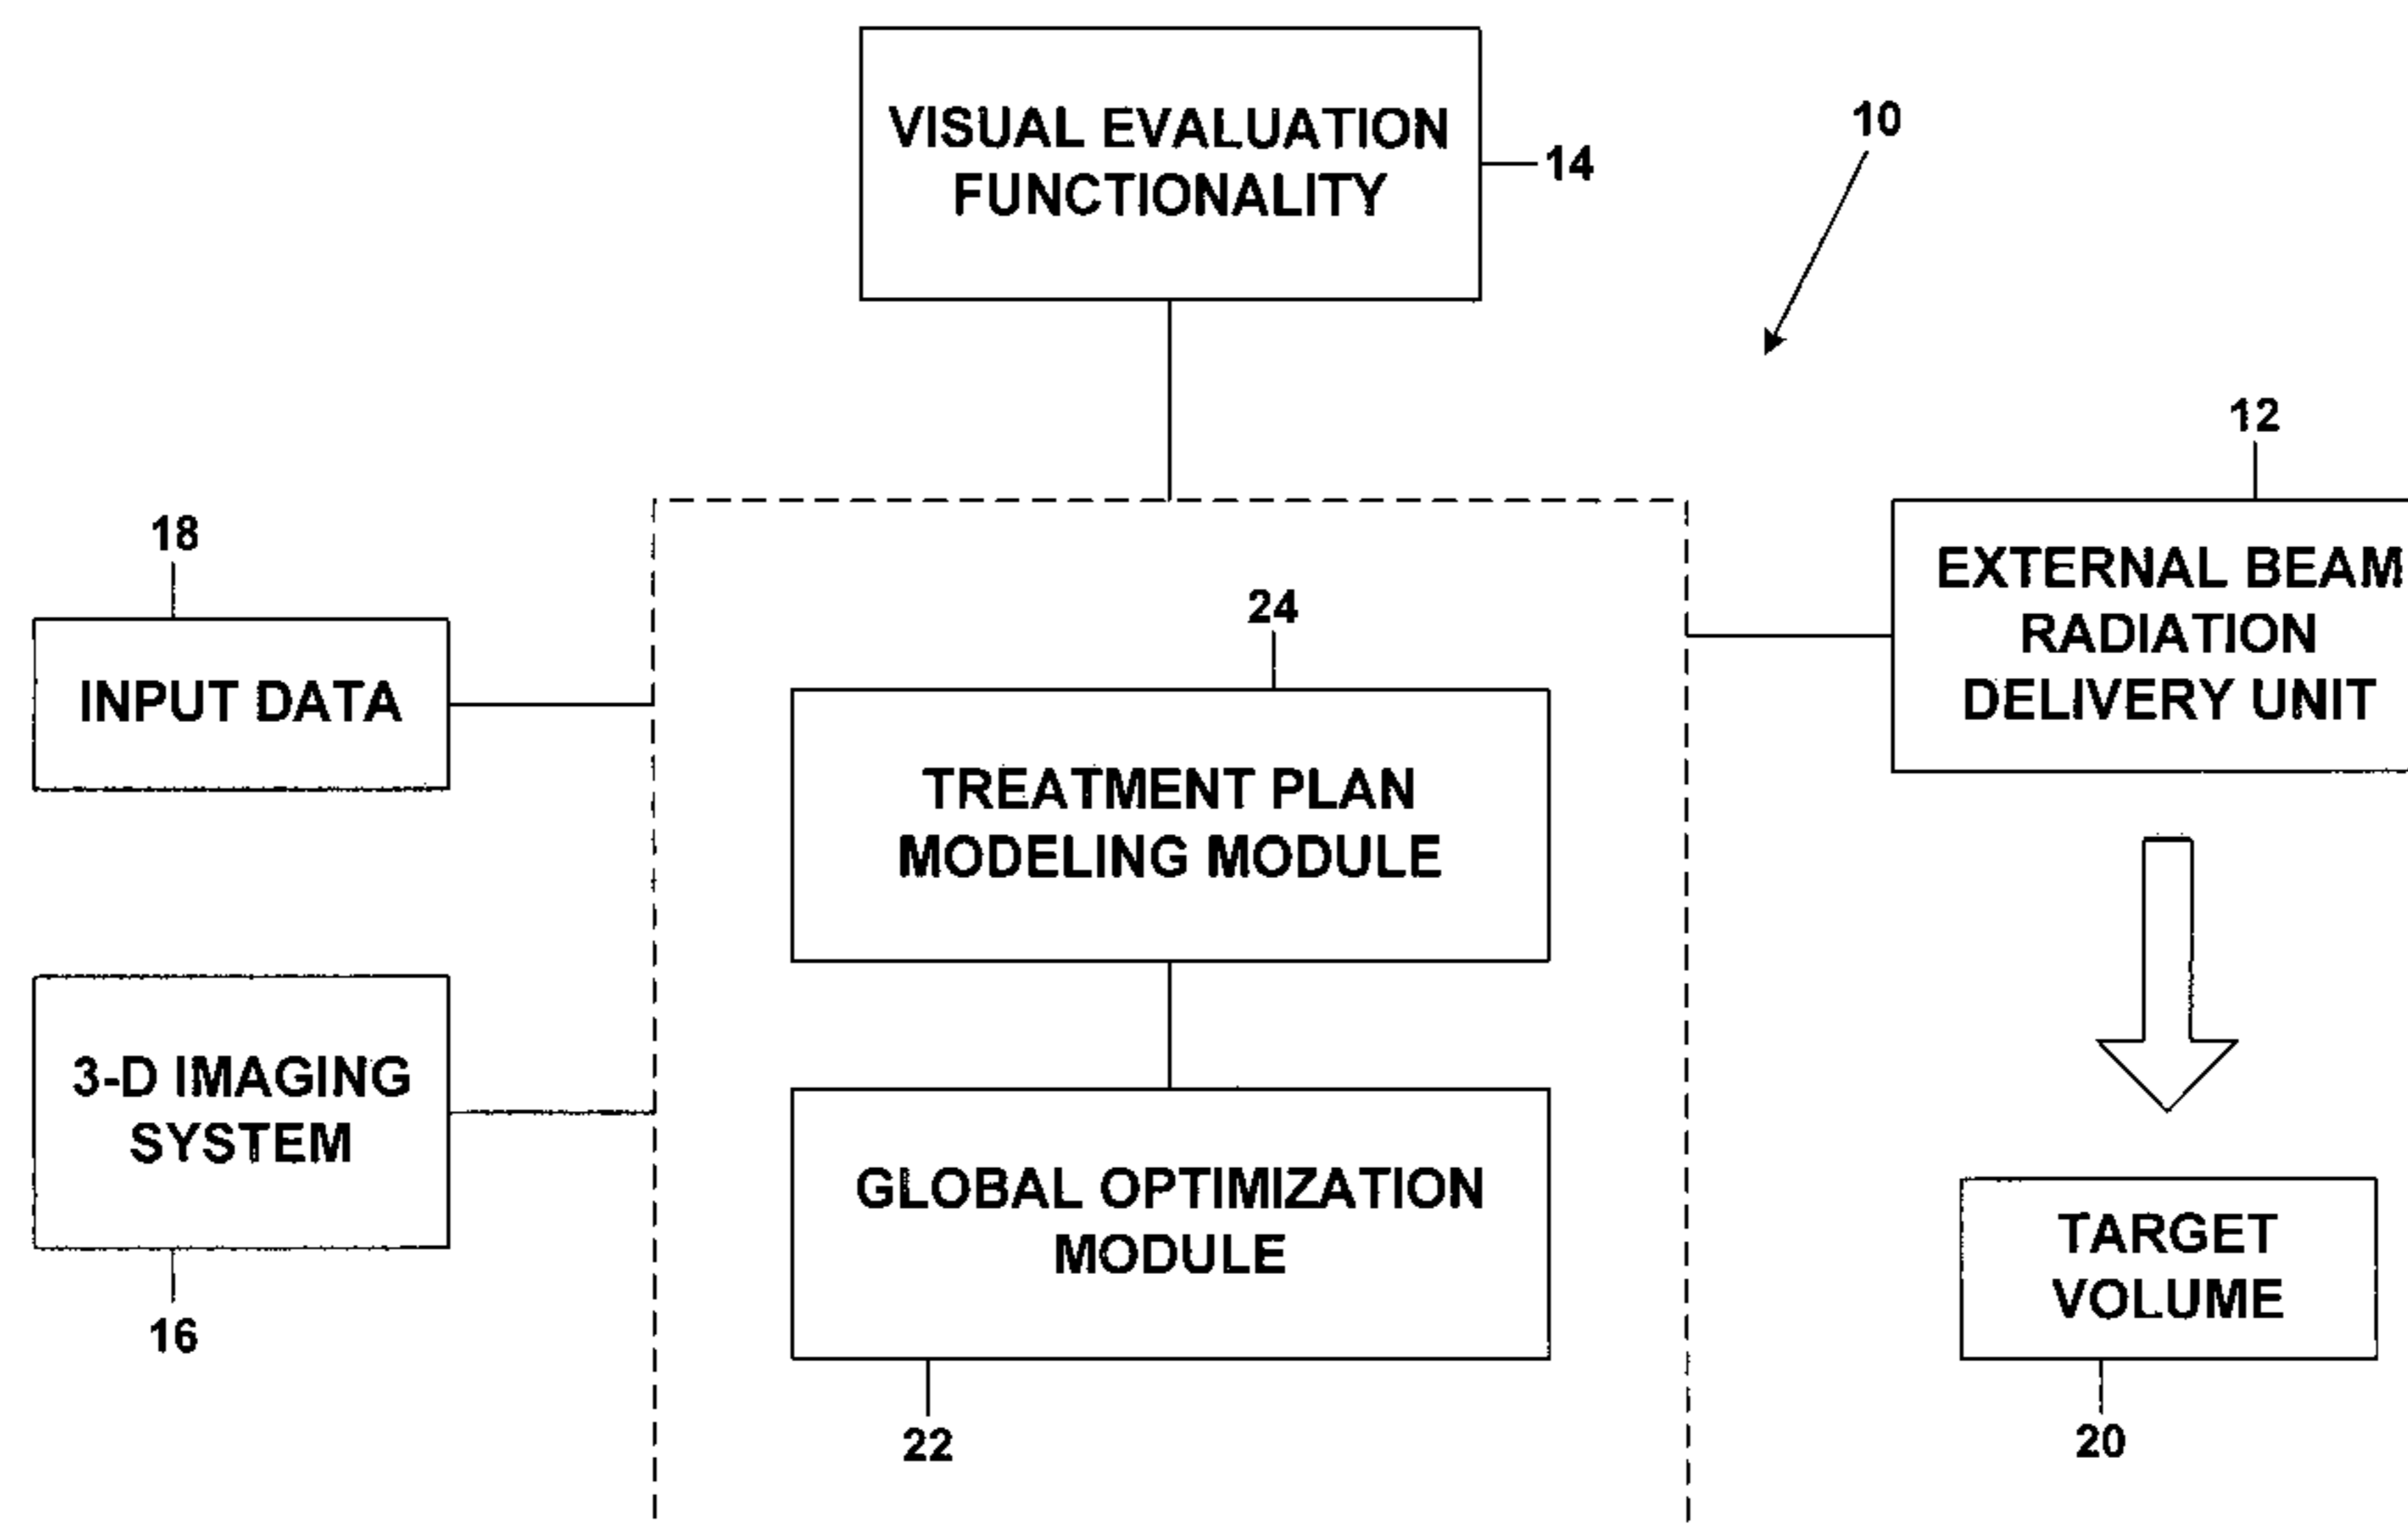 VISUAL EVALUATION
FUNCTIONALITY
14
10
12
EXTERNAL BEAM
RADIATION
DELIVERY UNIT
18
INPUT DATA
24
TREATMENT PLAN
MODELING MODULE
3-D IMAGING
SYSTEM
16
GLOBAL OPTIMIZATION
MODULE
22
TARGET
VOLUME
20